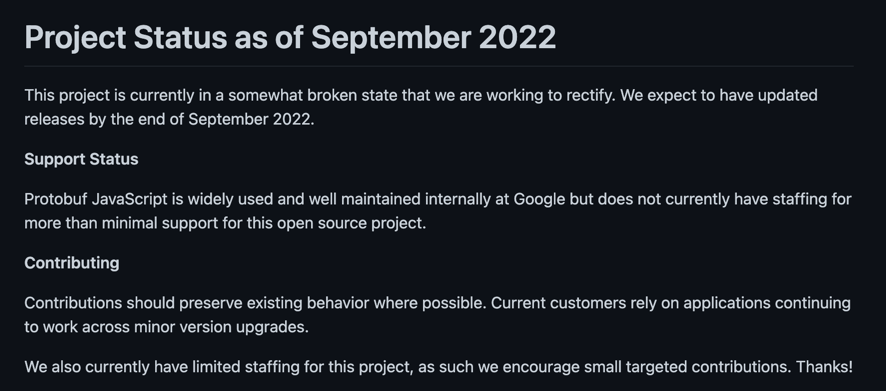 Project Status as of September 2022
This project is currently in a somewhat broken state that we are working to rectify. We expect to have updated
releases by the end of September 2022.
Support Status
Protobuf JavaScript is widely used and well maintained internally at Google but does not currently have staffing for
more than minimal support for this open source project.
Contributing
Contributions should preserve existing behavior where possible. Current customers rely on applications continuing
to work across minor version upgrades.
We also currently have limited staffing for this project, as such we encourage small targeted contributions. Thanks!